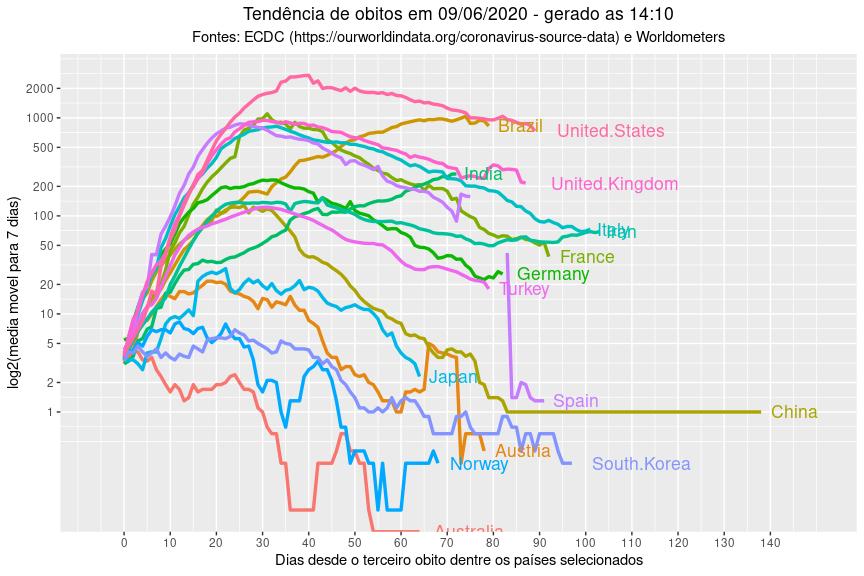 Tendência de obitos em 09/06/2020 - gerado as 14:10
Fontes: ECDC (https://ourworldindata.org/coronavirus-source-data) e Worldometers
log2(media movel para 7 dias)
2000
1000
500
200
100
50
20
10
5
2
1
Brazil
United.States
India
United.Kingdom
Italy
Iran
France
Germany
Turkey
Japan
Spain
China
Austria
Norway
South.Korea
Australia
0 10 20 30 40 50 60 70 80 90 100 110 120 130 140
Dias desde o terceiro obito dentre os países selecionados